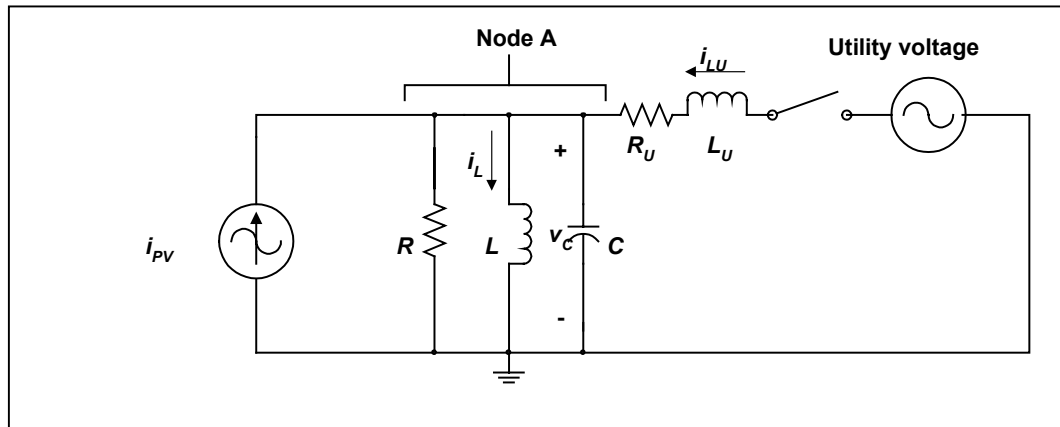 Node A
Utility voltage
i_LU
+
R_U
L_U
i_L
i_PV
R
L
v_C
C
-